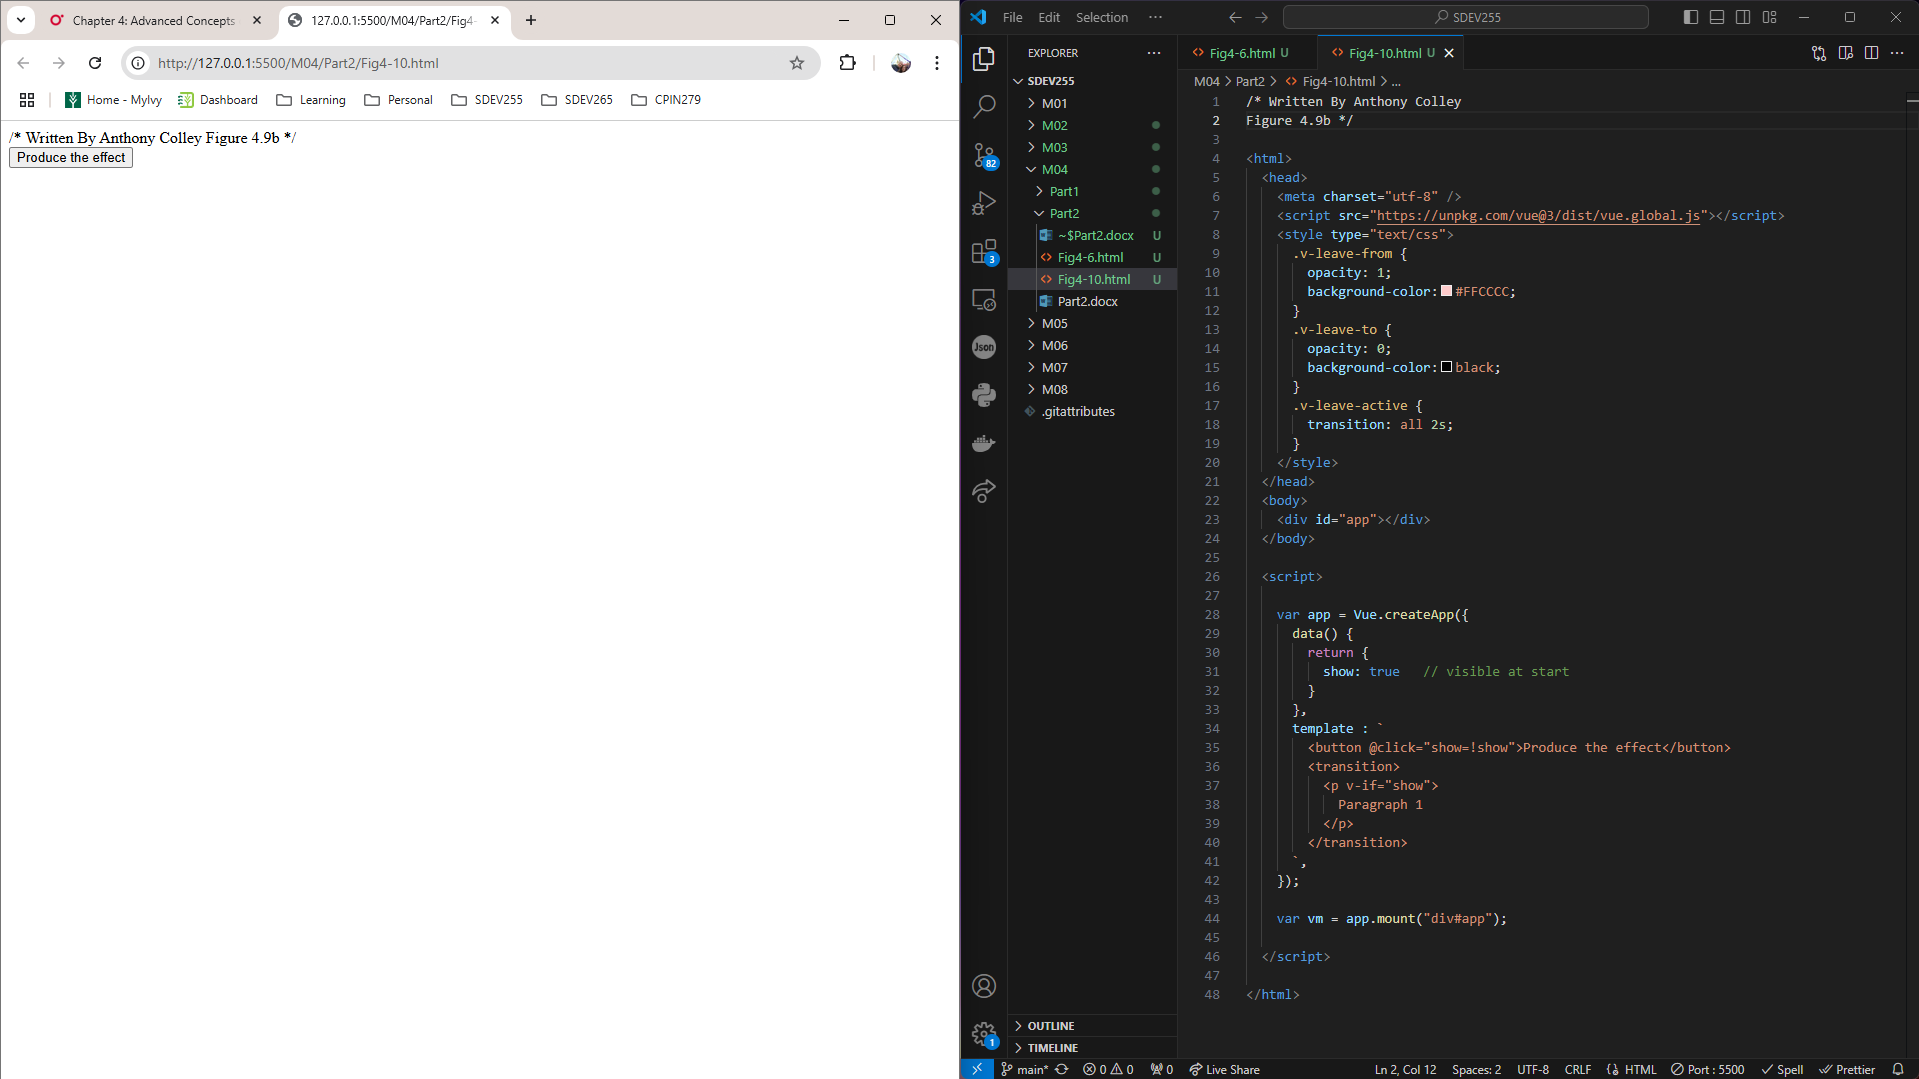 Chapter 4: Advanced Concepts
127.0.0.1:5500/M04/Part2/Fig4-
http://127.0.0.1:5500/M04/Part2/Fig4-10.html
Home - MyIvy
Dashboard
Learning
Personal
SDEV255
SDEV265
CPIN279
/* Written By Anthony Colley Figure 4.9b */
Produce the effect
File Edit Selection ···
SDEV255
EXPLORER
SDEV255
M01
M02
M03
M04
Part1
Part2
~$Part2.docx U
Fig4-6.html U
Fig4-10.html U
Part2.docx
M05
M06
M07
M08
.gitattributes
82
3
Json
1
OUTLINE
TIMELINE
Fig4-6.html U
Fig4-10.html U
M04 > Part2 > Fig4-10.html > ...
1 /* Written By Anthony Colley
2 Figure 4.9b */
3
4 <html>
5 <head>
6 <meta charset="utf-8" />
7 <script src="https://unpkg.com/vue@3/dist/vue.global.js"></script>
8 <style type="text/css">
9 .v-leave-from {
10 opacity: 1;
11 background-color: #FFCCCC;
12 }
13 .v-leave-to {
14 opacity: 0;
15 background-color: black;
16 }
17 .v-leave-active {
18 transition: all 2s;
19 }
20 </style>
21 </head>
22 <body>
23 <div id="app"></div>
24 </body>
25
26 <script>
27
28 var app = Vue.createApp({
29 data() {
30 return {
31 show: true // visible at start
32 }
33 },
34 template : `
35 <button @click="show=!show">Produce the effect</button>
36 <transition>
37 <p v-if="show">
38 Paragraph 1
39 </p>
40 </transition>
41 `,
42 });
43
44 var vm = app.mount("div#app");
45
46 </script>
47
48 </html>
main* 0 0 0 Live Share Ln 2, Col 12 Spaces: 2 UTF-8 CRLF HTML Port : 5500 Spell Prettier